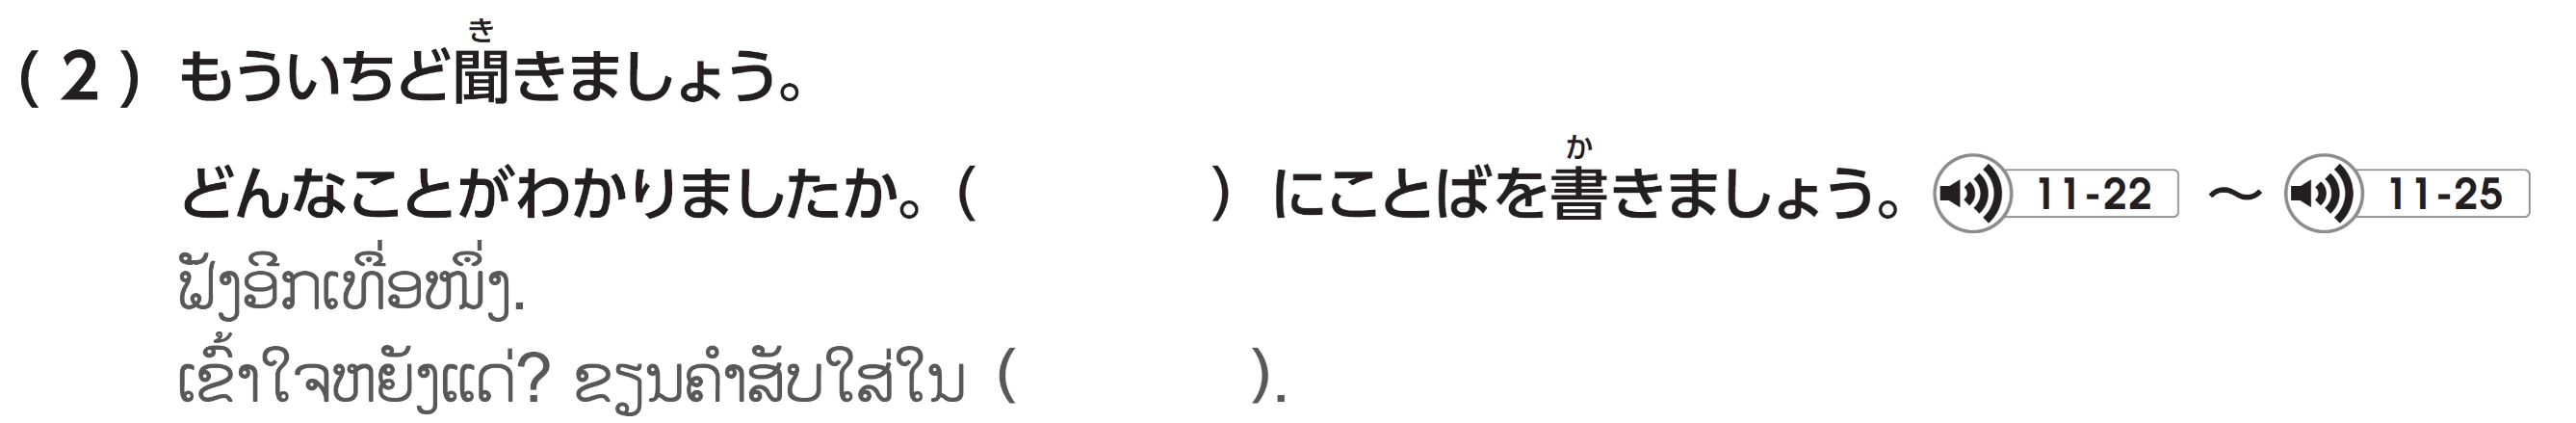 (2) もういちど聞きましょう。
どんなことがわかりましたか。(　　　　)にことばを書きましょう。 11-22 ～ 11-25
ຟັງອີກເທື່ອໜຶ່ງ.
ເຂົ້າໃຈຫຍັງແດ່? ຂຽນຄຳສັບໃສ່ໃນ (　　　　).